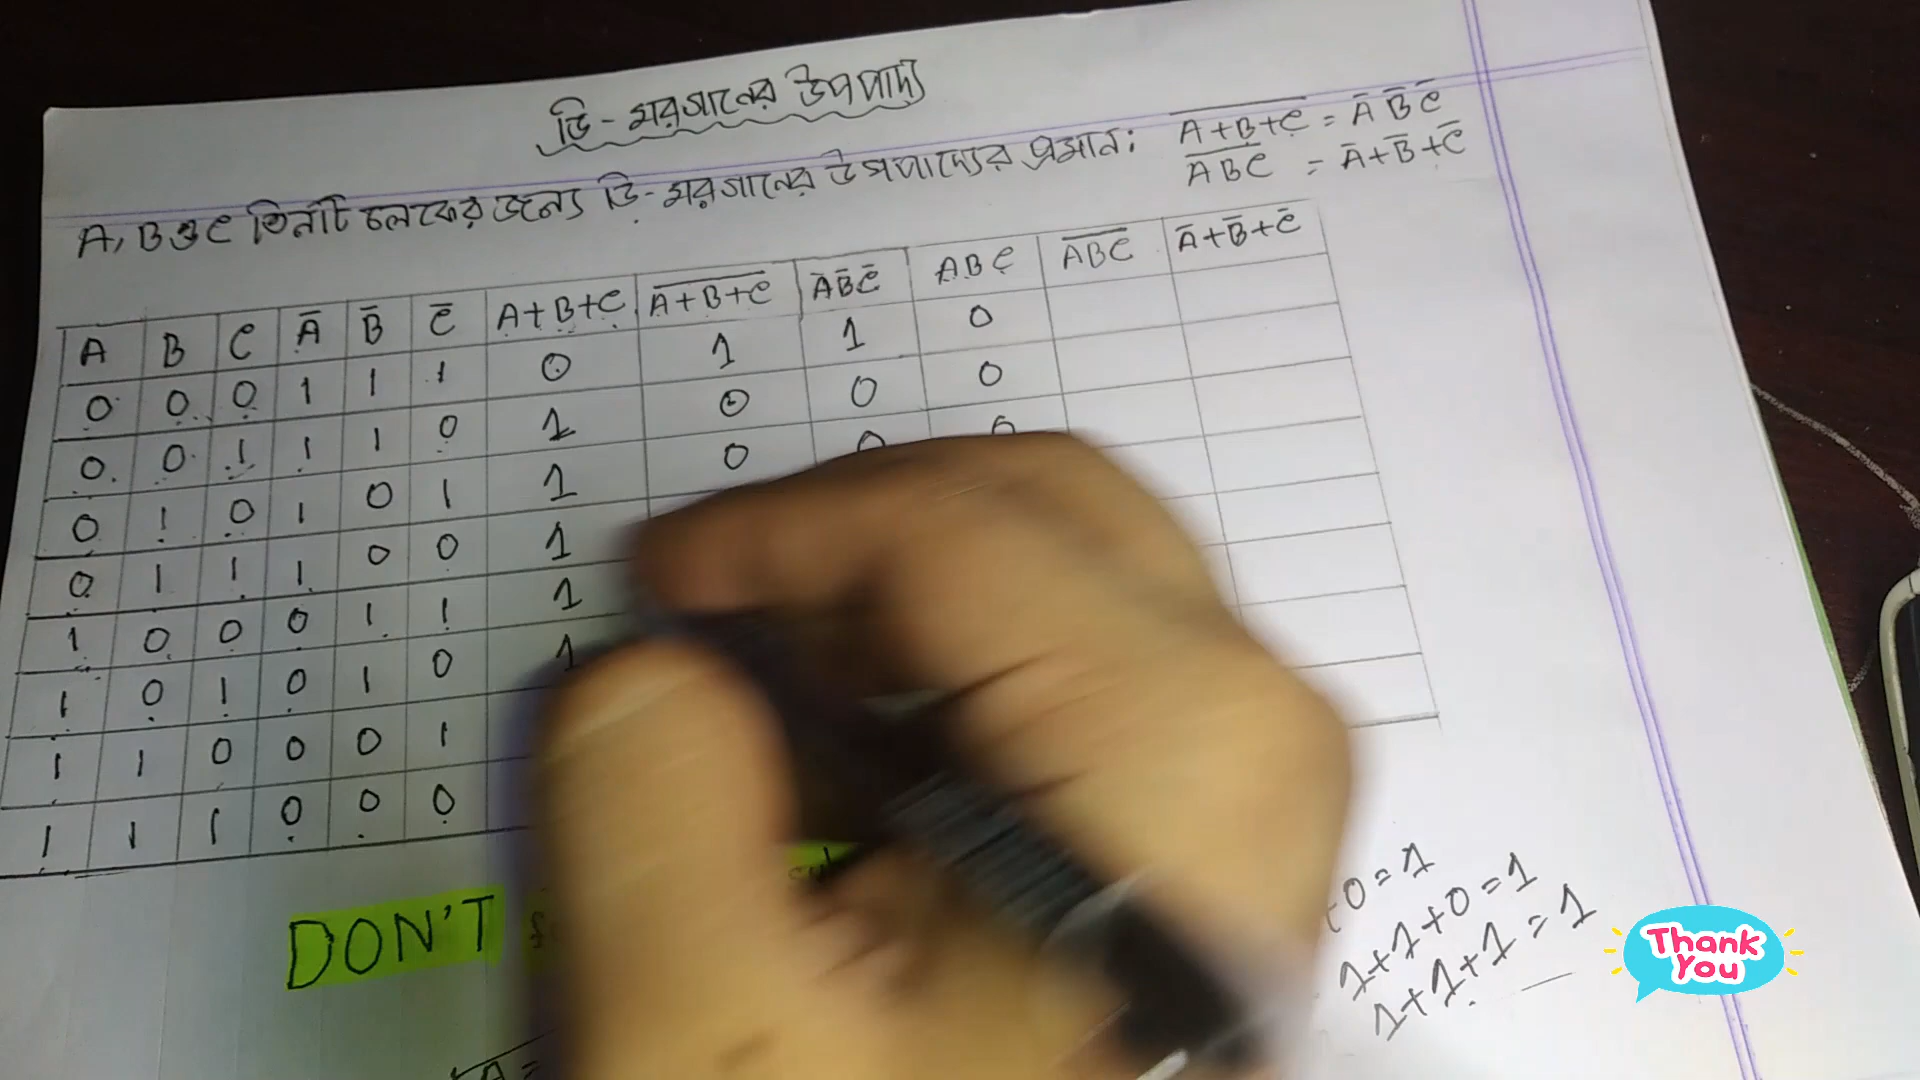 ডি-মরগানের উপপাদ্য
A, B ও C তিনটি চলকের জন্যে ডি-মরগানের উপপাদ্যের প্রমান: A̅+̅B̅+̅C̅ = A̅ B̅ C̅
A̅B̅C̅ = A̅+B̅+C̅
A B C A̅ B̅ C̅ A+B+C A̅+̅B̅+̅C̅ A̅B̅C̅ ABC A̅B̅C̅ A̅+B̅+C̅
0 0 0 1 1 1 0 1 1 0
0 0 1 1 1 0 1 0 0 0
0 1 0 1 0 1 1 0 0 0
0 1 1 1 0 0 1
1 0 0 0 1 1 1
1 0 1 0 1 0 1
1 1 0 0 0 1
1 1 1 0 0 0
DON'T
+0=1
1+1+0=1
1+1+1=1
Thank
You